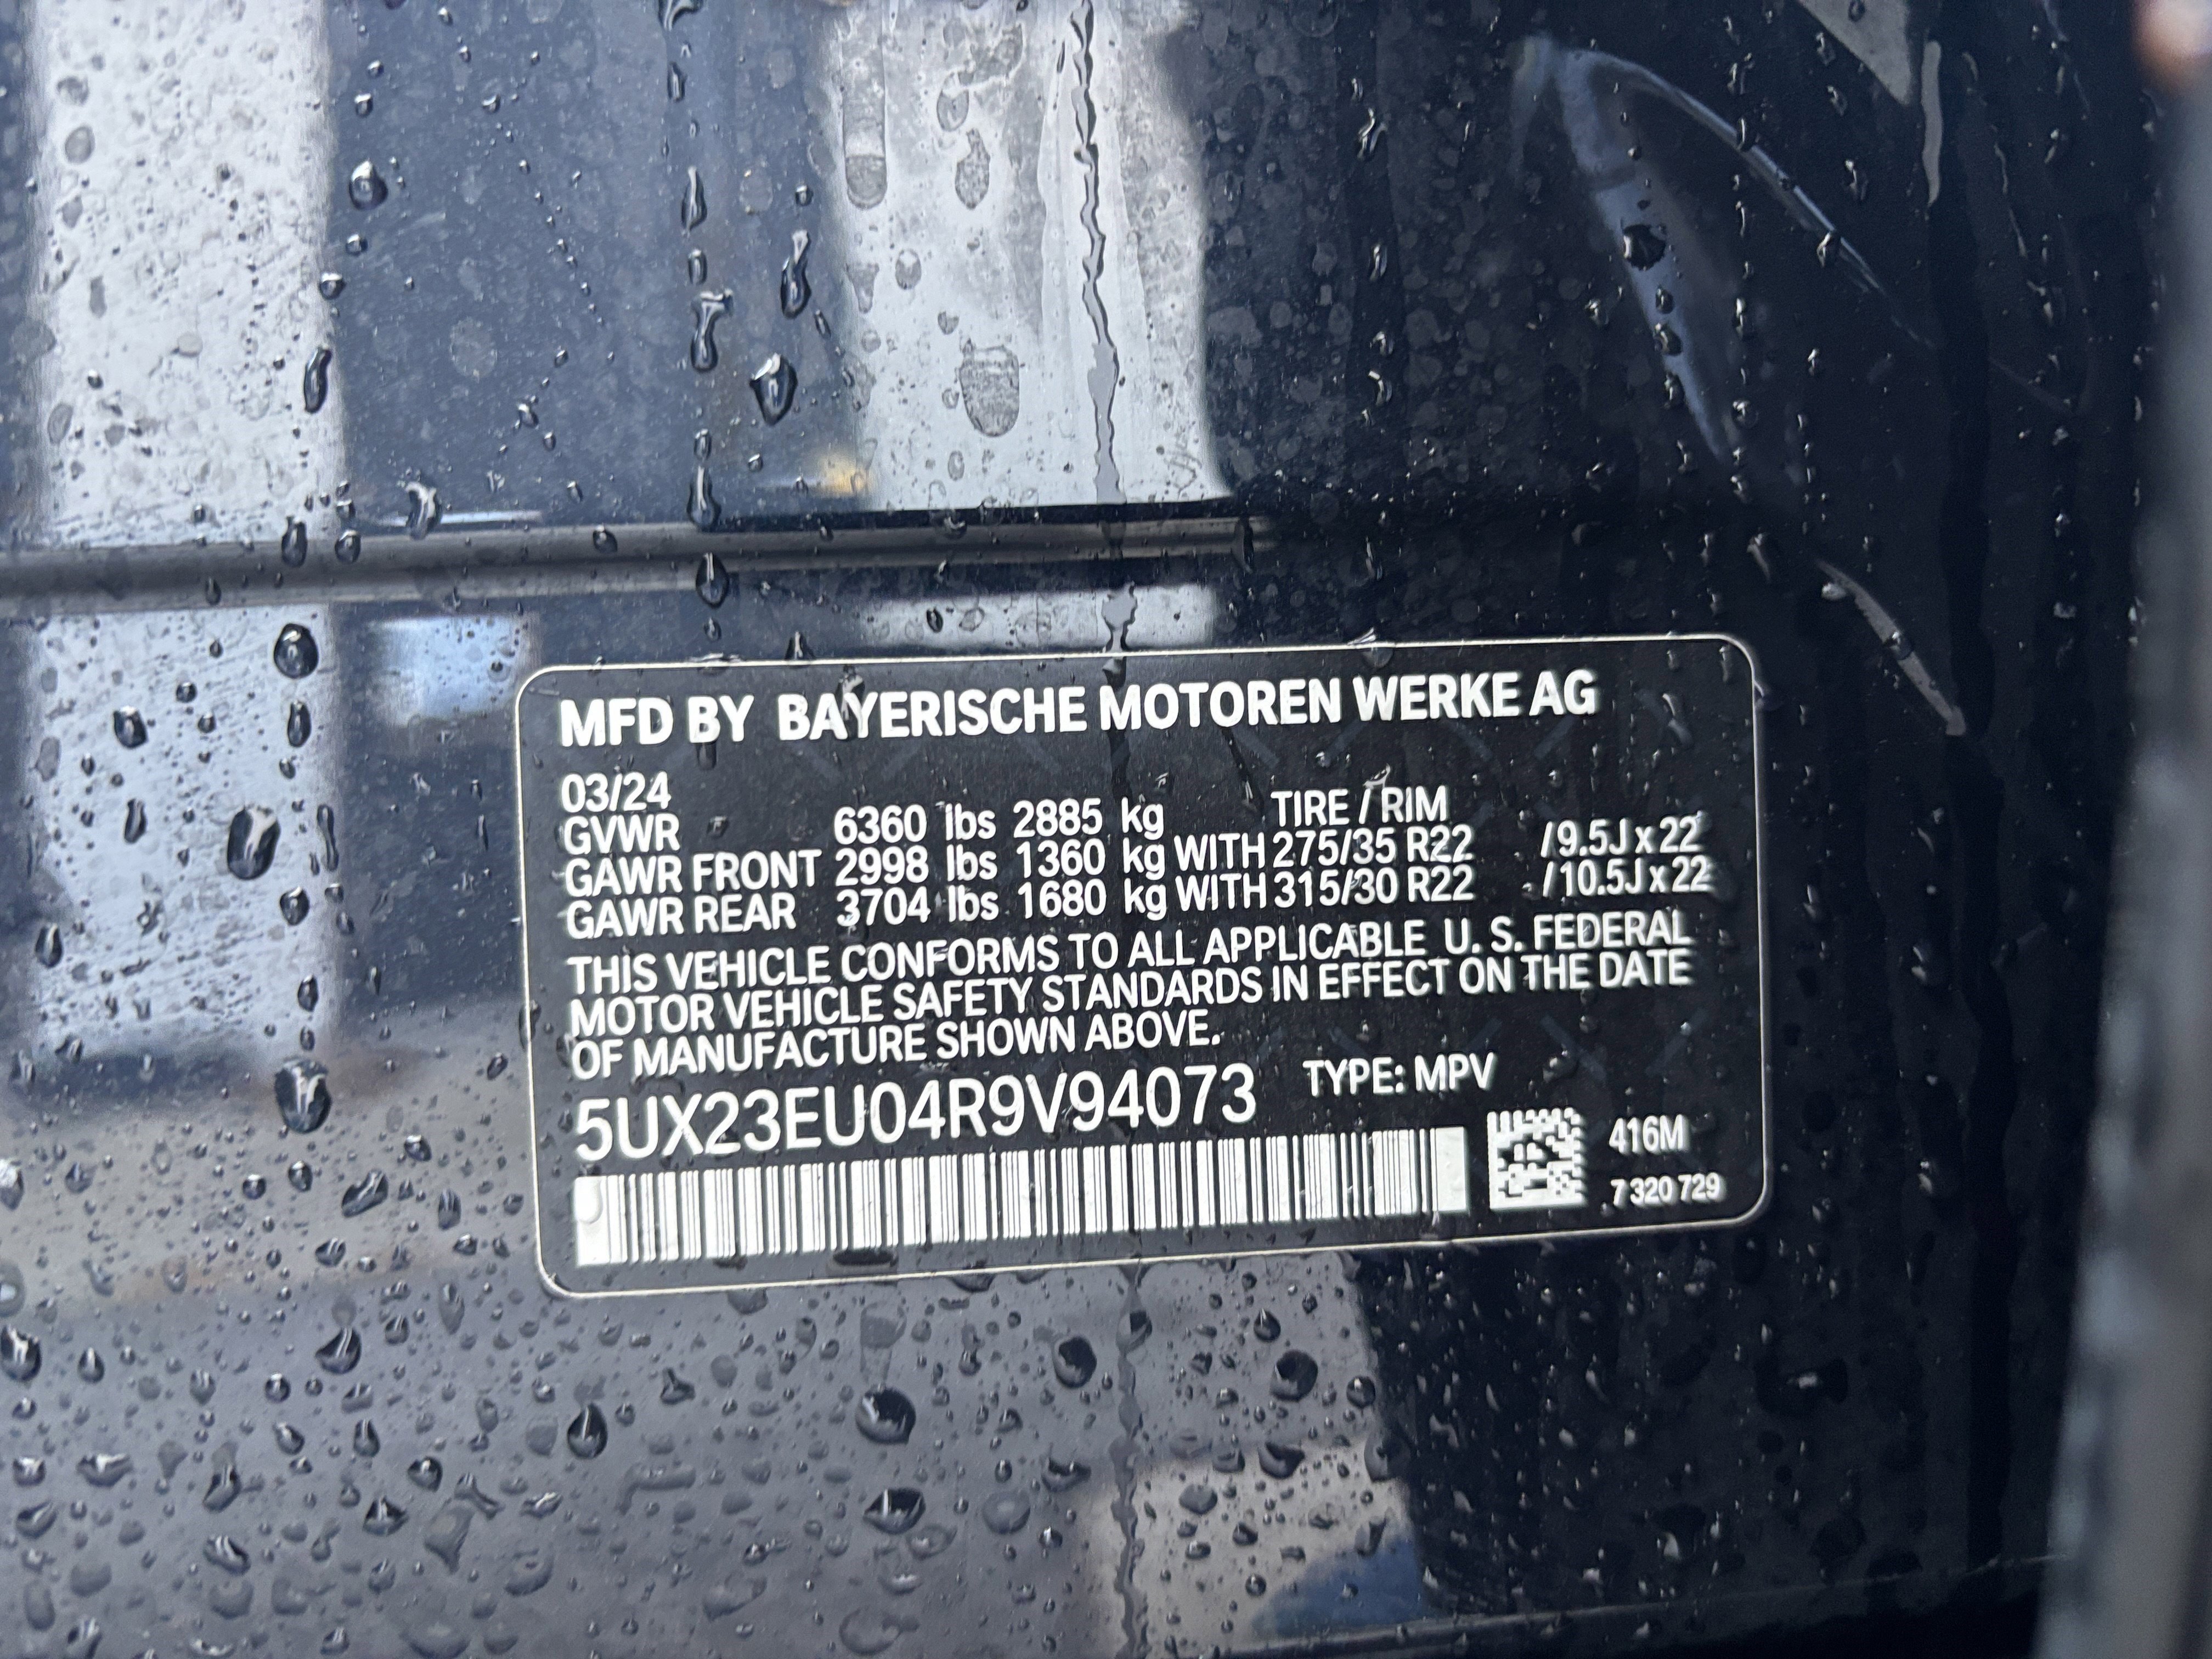 MFD BY BAYERISCHE MOTOREN WERKE AG
03/24
GVWR 6360 lbs 2885 kg TIRE / RIM
GAWR FRONT 2998 lbs 1360 kg WITH 275/35 R22 /9.5J x 22
GAWR REAR 3704 lbs 1680 kg WITH 315/30 R22 /10.5J x 22
THIS VEHICLE CONFORMS TO ALL APPLICABLE U. S. FEDERAL
MOTOR VEHICLE SAFETY STANDARDS IN EFFECT ON THE DATE
OF MANUFACTURE SHOWN ABOVE.
5UX23EU04R9V94073 TYPE: MPV
416M
7 320 729